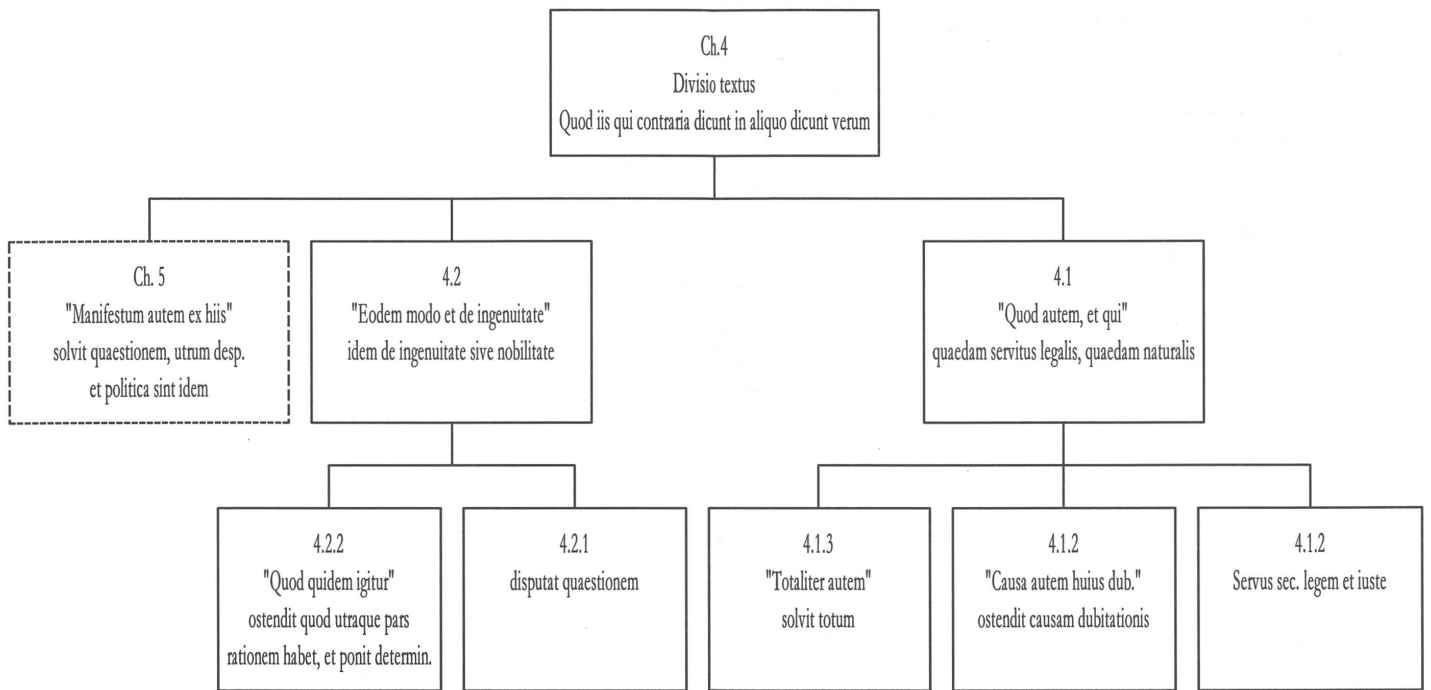 Ch.4
Divisio textus
Quod iis qui contraria dicunt in aliquo dicunt verum
Ch. 5
"Manifestum autem ex hiis"
solvit quaestionem, utrum desp.
et politica sint idem
4.2
"Eodem modo et de ingenuitate"
idem de ingenuitate sive nobilitate
4.1
"Quod autem, et qui"
quaedam servitus legalis, quaedam naturalis
4.2.2
"Quod quidem igitur"
ostendit quod utraque pars
rationem habet, et ponit determin.
4.2.1
disputat quaestionem
4.1.3
"Totaliter autem"
solvit totum
4.1.2
"Causa autem huius dub."
ostendit causam dubitationis
4.1.2
Servus sec. legem et iuste